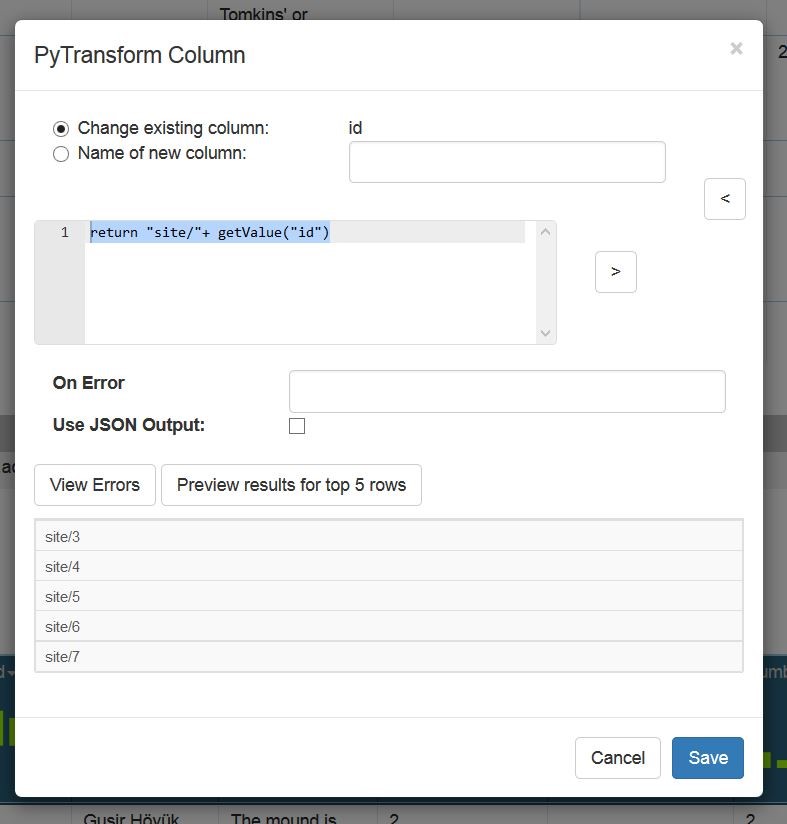 Tomkins' or
PyTransform Column
×
2
Change existing column: id
Name of new column:
<
1 return "site/"+ getValue("id")
>
On Error
Use JSON Output:
View Errors Preview results for top 5 rows
site/3
site/4
site/5
site/6
site/7
Cancel Save
Gusir Höyük The mound is 2 2